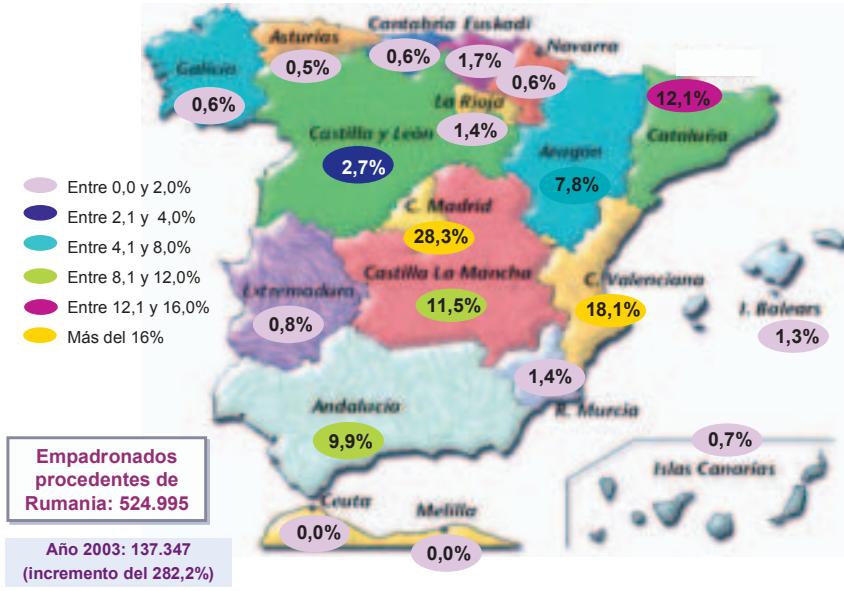 Cantabria Euskadi
Asturias
Navarra
Galicia
0,5%
0,6%
1,7%
0,6%
0,6%
La Rioja
12,1%
Castilla y León
1,4%
Cataluña
2,7%
Aragon
7,8%
C. Madrid
28,3%
Entre 0,0 y 2,0%
Entre 2,1 y 4,0%
Entre 4,1 y 8,0%
Entre 8,1 y 12,0%
Entre 12,1 y 16,0%
Más del 16%
Castilla La Mancha
C. Valenciana
Extremadura
11,5%
18,1%
I. Balears
0,8%
1,3%
1,4%
Andalucía
R. Murcia
9,9%
0,7%
Islas Canarias
Empadronados
procedentes de
Rumania: 524.995
Ceuta
Melilla
0,0%
0,0%
Año 2003: 137.347
(incremento del 282,2%)